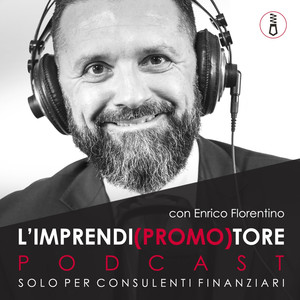 con Enrico Florentino
L'IMPRENDI(PROMO)TORE
PODCAST
SOLO PER CONSULENTI FINANZIARI